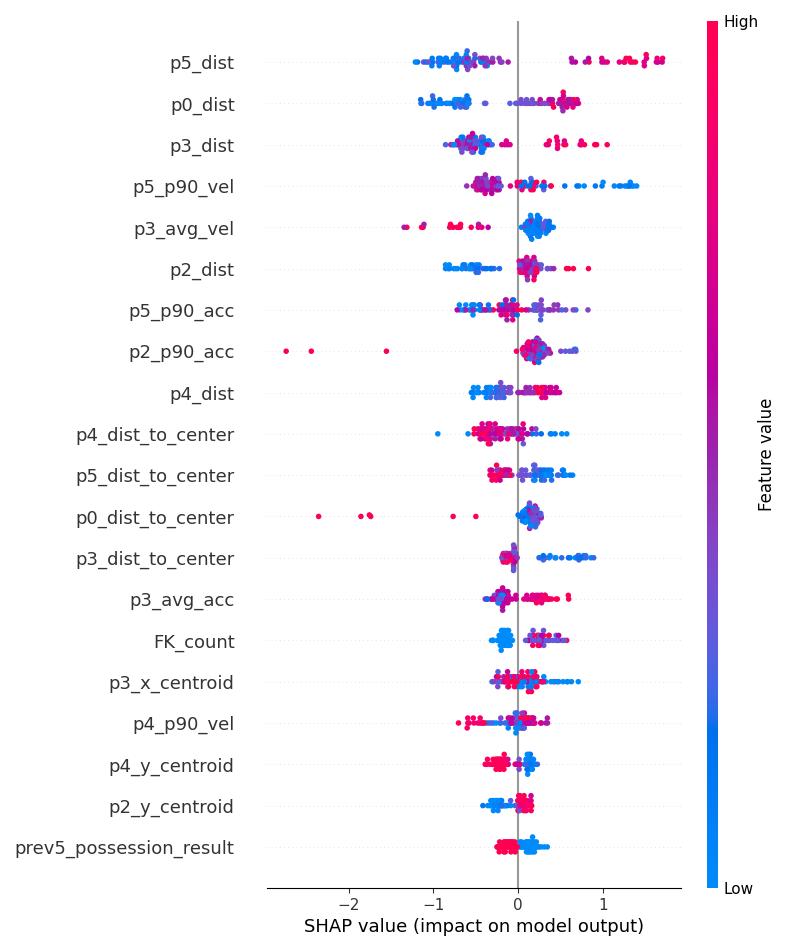 High
p5_dist
p0_dist
p3_dist
p5_p90_vel
p3_avg_vel
p2_dist
p5_p90_acc
p2_p90_acc
p4_dist
p4_dist_to_center
p5_dist_to_center
p0_dist_to_center
p3_dist_to_center
p3_avg_acc
FK_count
p3_x_centroid
p4_p90_vel
p4_y_centroid
p2_y_centroid
prev5_possession_result
Feature value
Low
−2 −1 0 1
SHAP value (impact on model output)